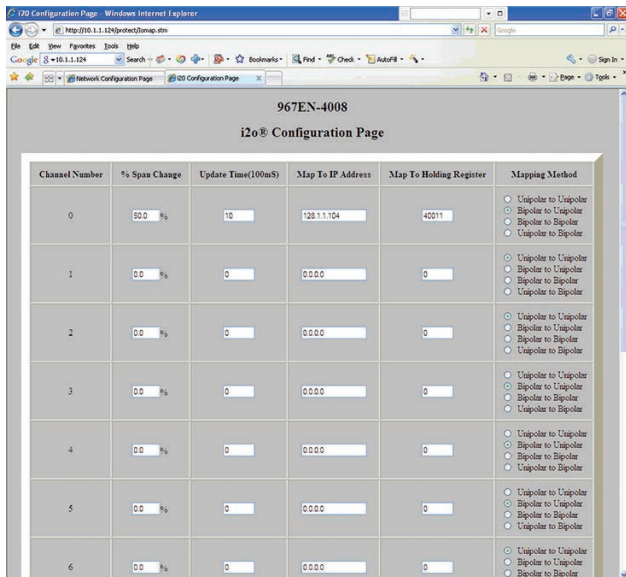 i2O Configuration Page - Windows Internet Explorer
http://10.1.1.124/protect/Iomap.stm
Google
File Edit View Favorites Tools Help
Google 10.1.1.124 Search Bookmarks Find Check AutoFill Sign In
Network Configuration Page i2O Configuration Page Page Tools
967EN-4008
i2o® Configuration Page
Channel Number % Span Change Update Time(100mS) Map To IP Address Map To Holding Register Mapping Method
0 50.0 % 10 128.1.1.104 40011
Unipolar to Unipolar
Bipolar to Unipolar
Bipolar to Bipolar
Unipolar to Bipolar
1 0.0 % 0 0.0.0.0 0
Unipolar to Unipolar
Bipolar to Unipolar
Bipolar to Bipolar
Unipolar to Bipolar
2 0.0 % 0 0.0.0.0 0
Unipolar to Unipolar
Bipolar to Unipolar
Bipolar to Bipolar
Unipolar to Bipolar
3 0.0 % 0 0.0.0.0 0
Unipolar to Unipolar
Bipolar to Unipolar
Bipolar to Bipolar
Unipolar to Bipolar
4 0.0 % 0 0.0.0.0 0
Unipolar to Unipolar
Bipolar to Unipolar
Bipolar to Bipolar
Unipolar to Bipolar
5 0.0 % 0 0.0.0.0 0
Unipolar to Unipolar
Bipolar to Unipolar
Bipolar to Bipolar
Unipolar to Bipolar
6 0.0 % 0 0.0.0.0 0
Unipolar to Unipolar
Bipolar to Unipolar
Bipolar to Bipolar